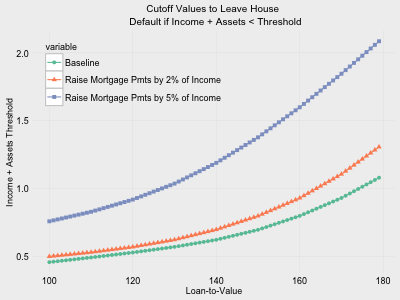 Cutoff Values to Leave House
Default if Income + Assets < Threshold
variable
Baseline
Raise Mortgage Pmts by 2% of Income
Raise Mortgage Pmts by 5% of Income
Income + Assets Threshold
2.0
1.5
1.0
0.5
100 120 140 160 180
Loan-to-Value